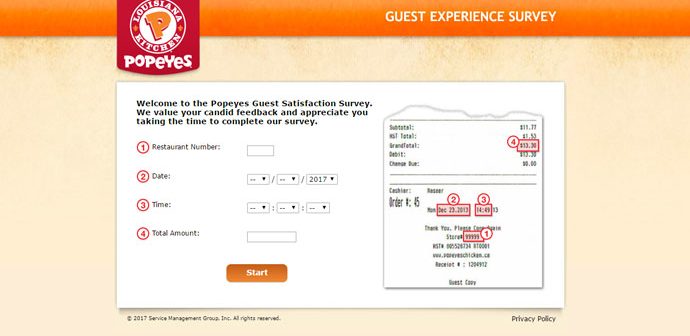 LOUISIANA
KITCHEN
POPEYES
GUEST EXPERIENCE SURVEY
Welcome to the Popeyes Guest Satisfaction Survey.
We value your candid feedback and appreciate you
taking the time to complete our survey.
1 Restaurant Number:
2 Date: -- / -- / 2017
3 Time: -- : -- : --
4 Total Amount:
Start
Subtotal: $11.77
HST Total: $1.53
GrandTotal: 4 $13.30
Debit: $13.30
Change Due: $0.00
Cashier: Naseer
Order #: 45
2 3
Mon Dec 23.2013 14:49 13
Thank You. Please Come Again
Store# 99999 1
HST# 805528734 RT0001
www.popeyeschicken.ca
Receipt # : 1204912
Guest Copy
© 2017 Service Management Group, Inc. All rights reserved.
Privacy Policy